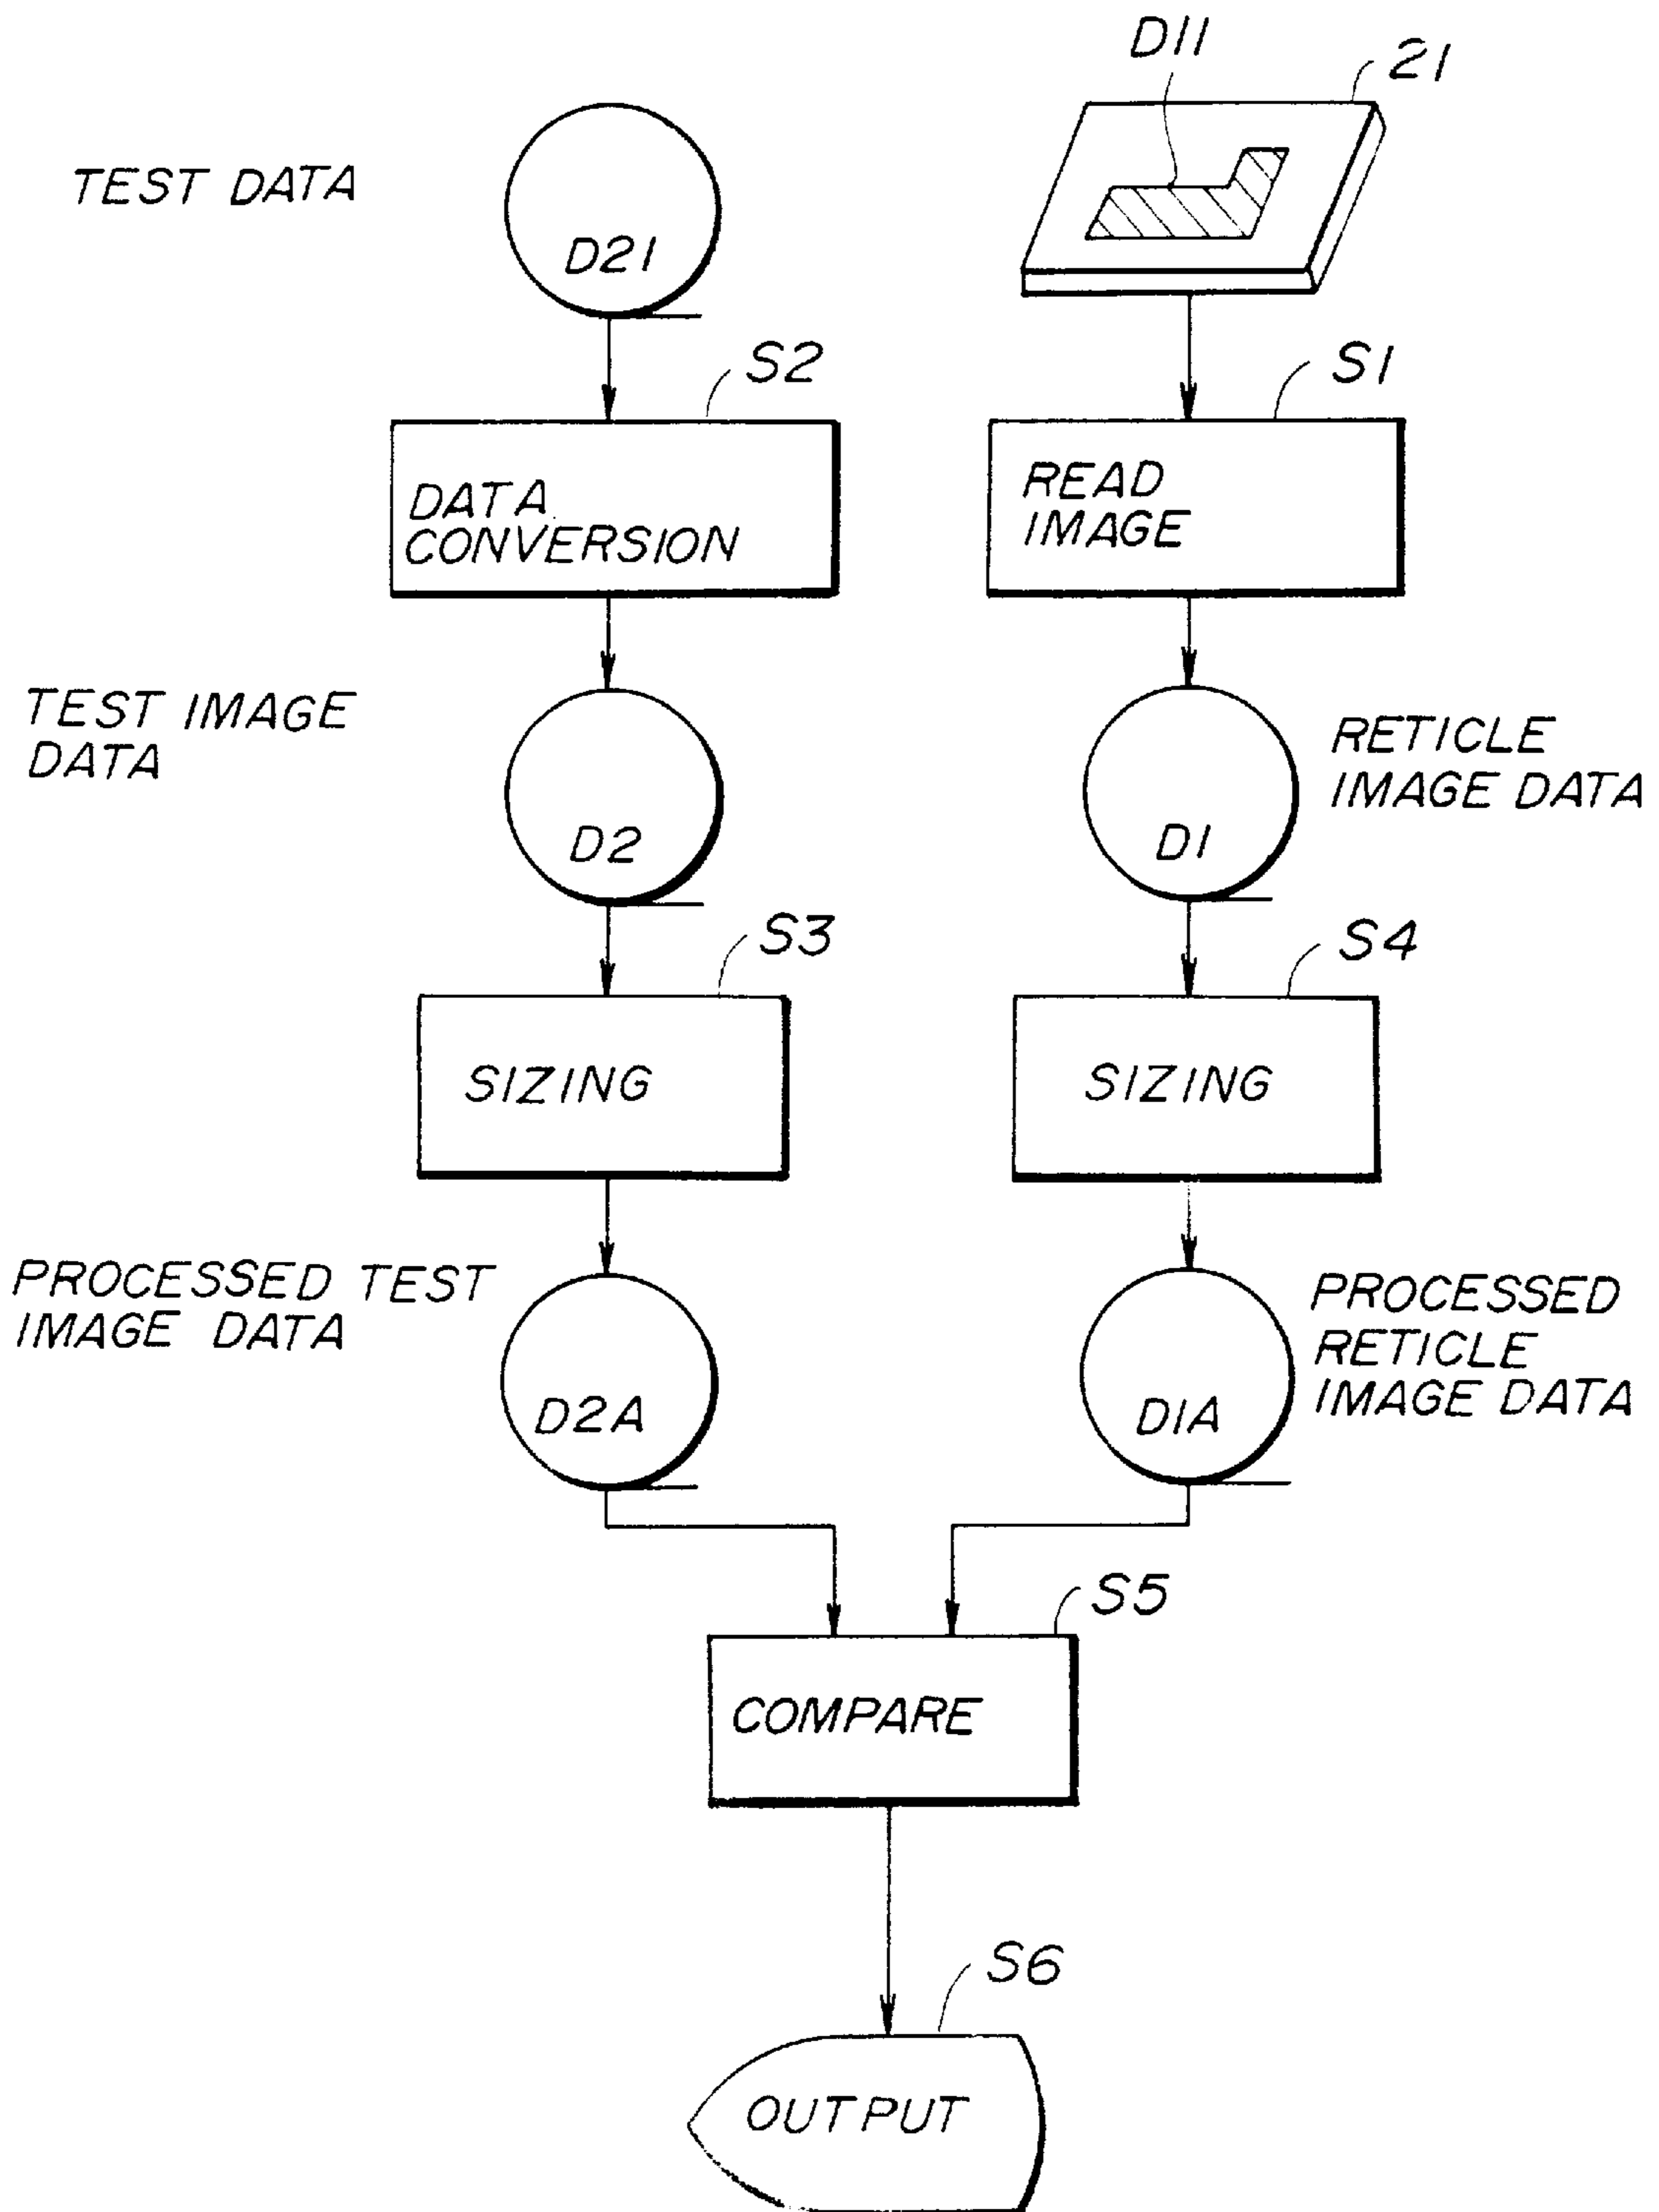 D11
21
TEST DATA
D21
S2
S1
DATA
CONVERSION
READ
IMAGE
TEST IMAGE
DATA
D2
D1
RETICLE
IMAGE DATA
S3
S4
SIZING
SIZING
PROCESSED TEST
IMAGE DATA
D2A
D1A
PROCESSED
RETICLE
IMAGE DATA
S5
COMPARE
S6
OUTPUT